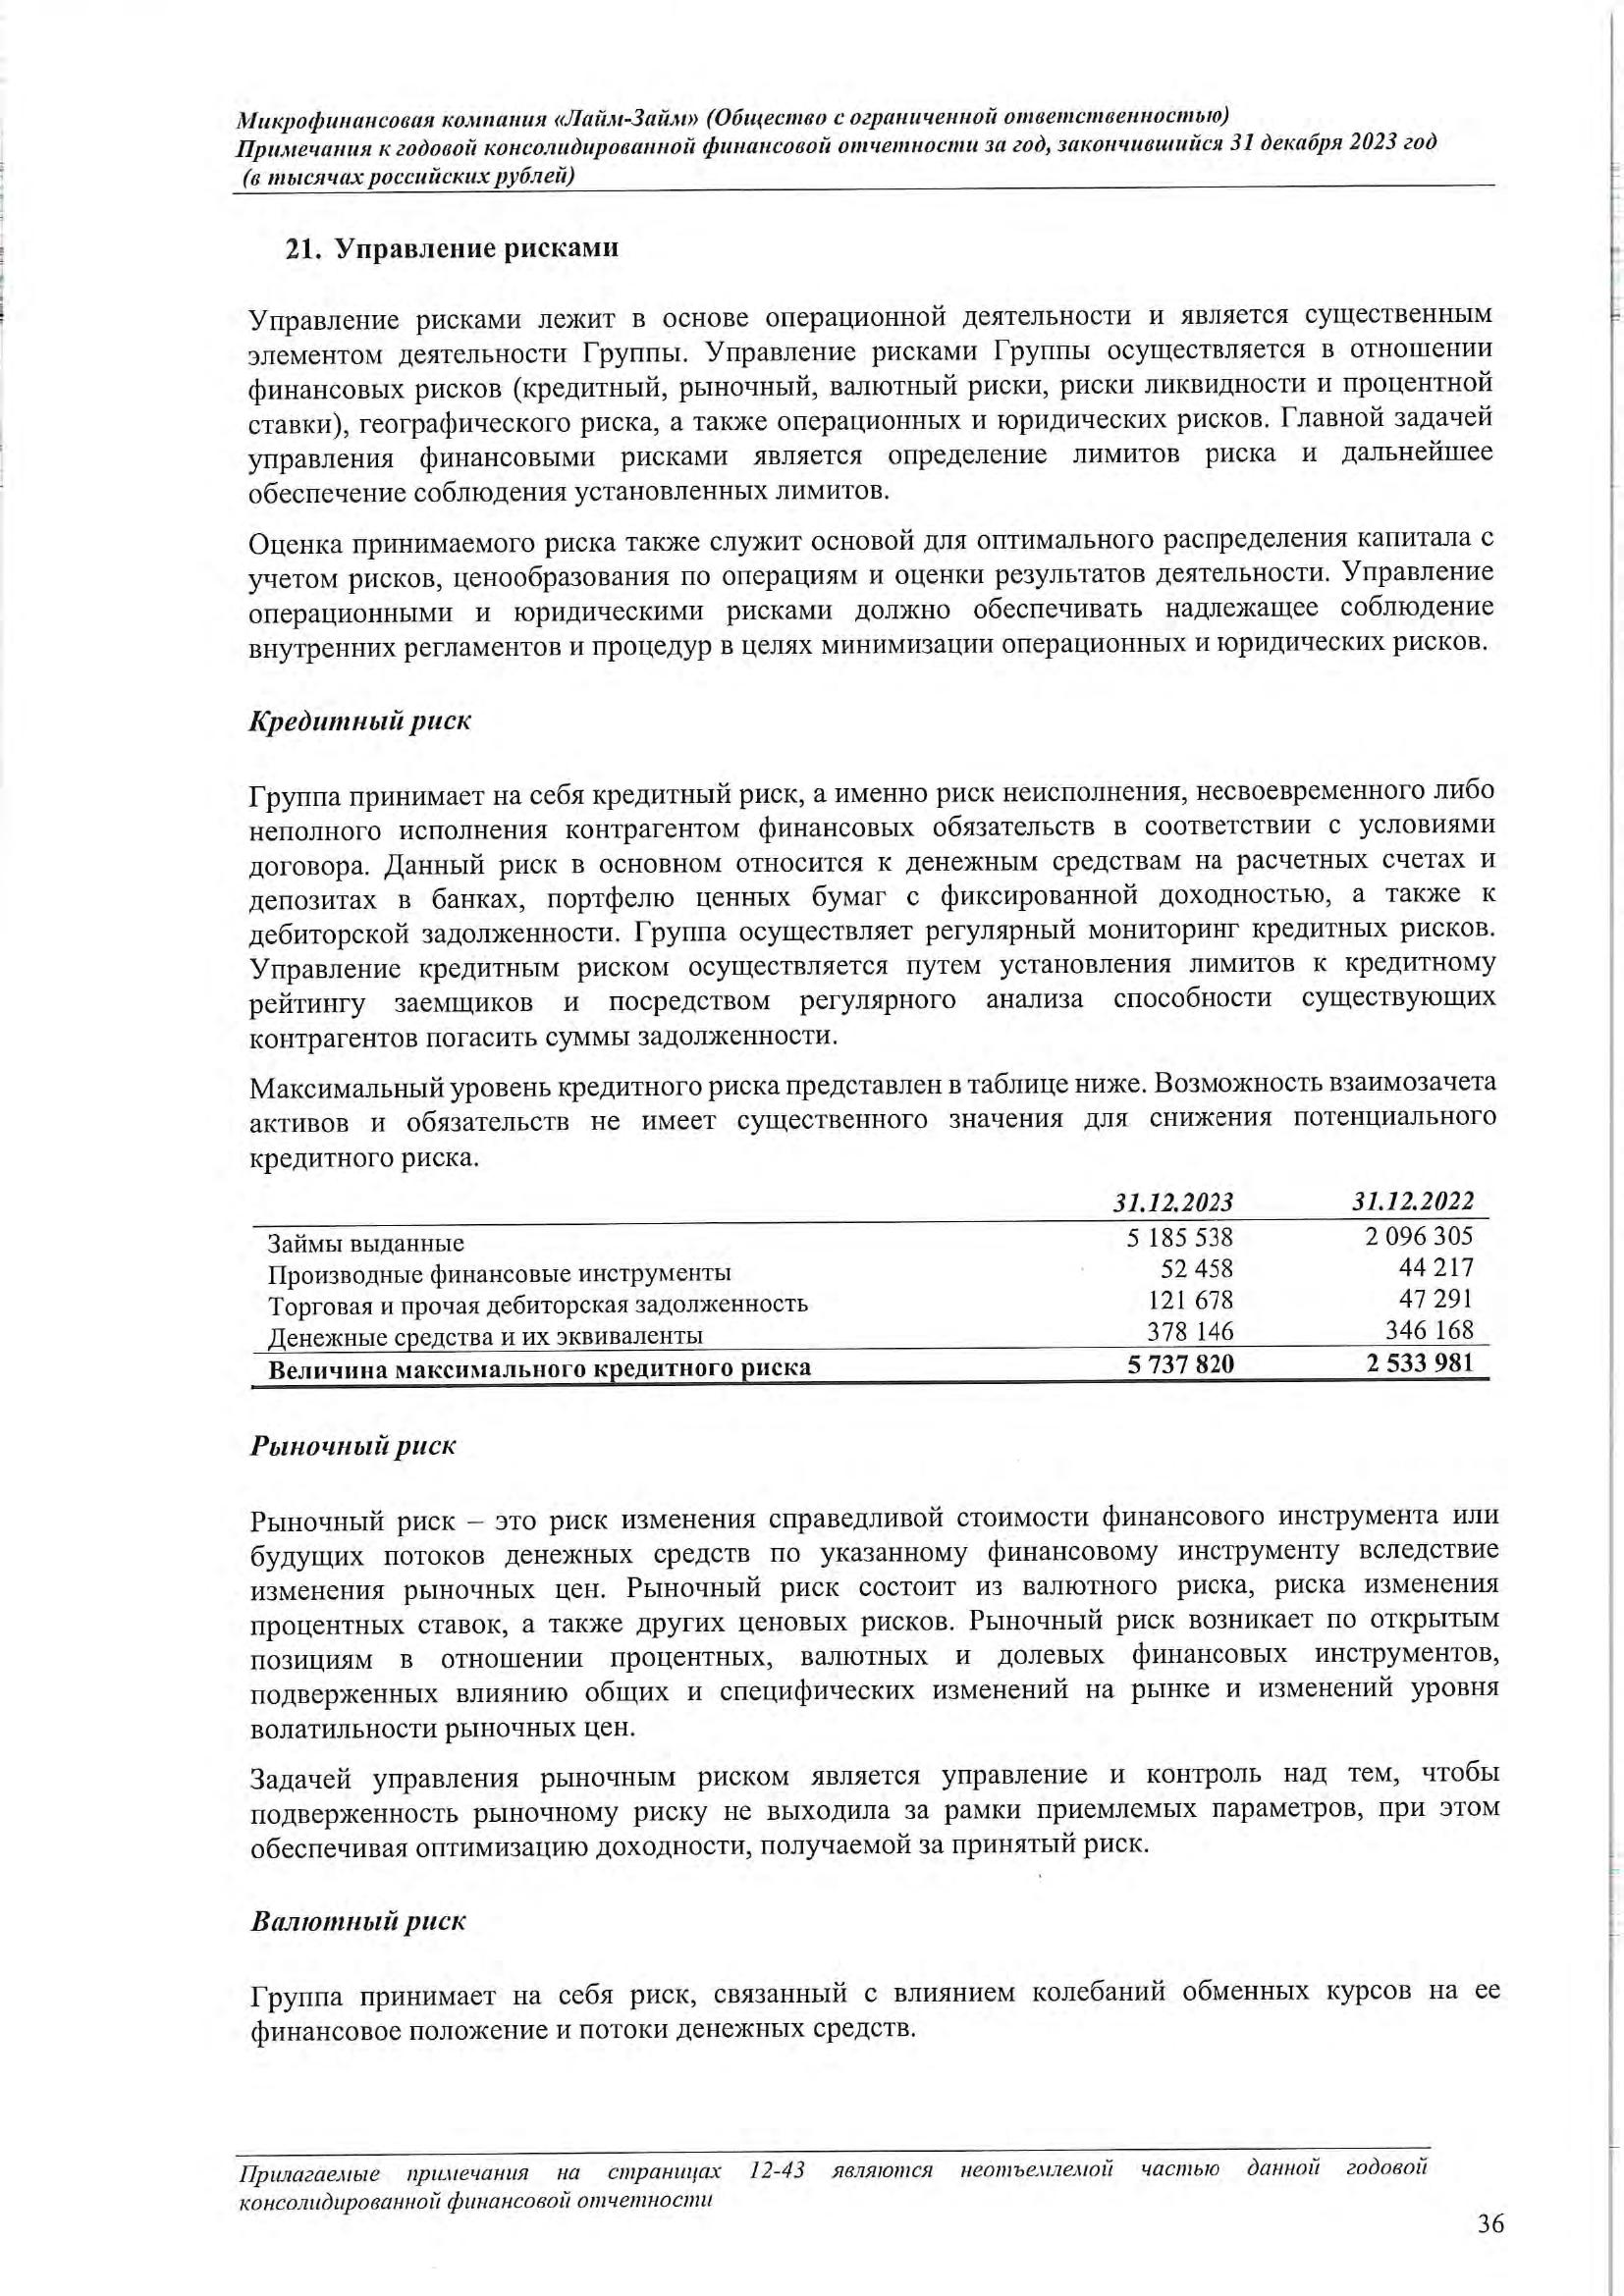 Микрофинансовая компания «Лайм-Займ» (Общество с ограниченной ответственностью)
Примечания к годовой консолидированной финансовой отчетности за год, закончившийся 31 декабря 2023 год
(в тысячах российских рублей)
21. Управление рисками
Управление рисками лежит в основе операционной деятельности и является существенным
элементом деятельности Группы. Управление рисками Группы осуществляется в отношении
финансовых рисков (кредитный, рыночный, валютный риски, риски ликвидности и процентной
ставки), географического риска, а также операционных и юридических рисков. Главной задачей
управления финансовыми рисками является определение лимитов риска и дальнейшее
обеспечение соблюдения установленных лимитов.
Оценка принимаемого риска также служит основой для оптимального распределения капитала с
учетом рисков, ценообразования по операциям и оценки результатов деятельности. Управление
операционными и юридическими рисками должно обеспечивать надлежащее соблюдение
внутренних регламентов и процедур в целях минимизации операционных и юридических рисков.
Кредитный риск
Группа принимает на себя кредитный риск, а именно риск неисполнения, несвоевременного либо
неполного исполнения контрагентом финансовых обязательств в соответствии с условиями
договора. Данный риск в основном относится к денежным средствам на расчетных счетах и
депозитах в банках, портфелю ценных бумаг с фиксированной доходностью, а также к
дебиторской задолженности. Группа осуществляет регулярный мониторинг кредитных рисков.
Управление кредитным риском осуществляется путем установления лимитов к кредитному
рейтингу заемщиков и посредством регулярного анализа способности существующих
контрагентов погасить суммы задолженности.
Максимальный уровень кредитного риска представлен в таблице ниже. Возможность взаимозачета
активов и обязательств не имеет существенного значения для снижения потенциального
кредитного риска.
31.12.2023 31.12.2022
Займы выданные 5 185 538 2 096 305
Производные финансовые инструменты 52 458 44 217
Торговая и прочая дебиторская задолженность 121 678 47 291
Денежные средства и их эквиваленты 378 146 346 168
Величина максимального кредитного риска 5 737 820 2 533 981
Рыночный риск
Рыночный риск – это риск изменения справедливой стоимости финансового инструмента или
будущих потоков денежных средств по указанному финансовому инструменту вследствие
изменения рыночных цен. Рыночный риск состоит из валютного риска, риска изменения
процентных ставок, а также других ценовых рисков. Рыночный риск возникает по открытым
позициям в отношении процентных, валютных и долевых финансовых инструментов,
подверженных влиянию общих и специфических изменений на рынке и изменений уровня
волатильности рыночных цен.
Задачей управления рыночным риском является управление и контроль над тем, чтобы
подверженность рыночному риску не выходила за рамки приемлемых параметров, при этом
обеспечивая оптимизацию доходности, получаемой за принятый риск.
Валютный риск
Группа принимает на себя риск, связанный с влиянием колебаний обменных курсов на ее
финансовое положение и потоки денежных средств.
Прилагаемые примечания на страницах 12-43 являются неотъемлемой частью данной годовой
консолидированной финансовой отчетности
36